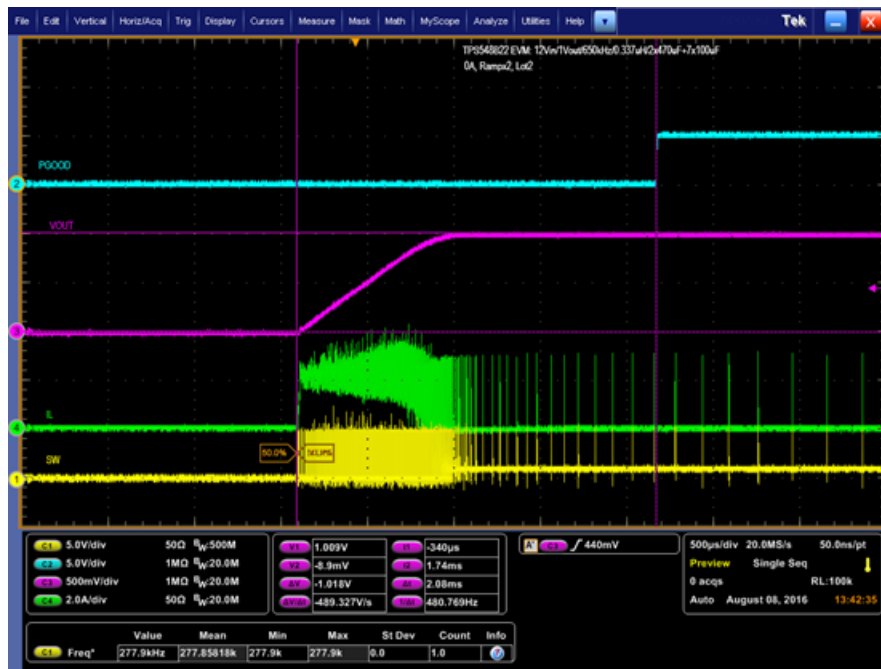 File Edit Vertical Horiz/Acq Trig Display Cursors Measure Mask Math MyScope Analyze Utilities Help Tek X
TPS548B22 EVM: 12Vin/1Vout/650kHz/0.337uH/2x470uF+7x100uF
0A, Rampx2, Lot2
PGOOD
2
VOUT
3
IL
4
50.0%
SW
1
C1 5.0V/div 50Ω BW:500M
C2 5.0V/div 1MΩ BW:20.0M
C3 500mV/div 1MΩ BW:20.0M
C4 2.0A/div 50Ω BW:20.0M
V1 1.009V t1 -340µs
V2 -8.9mV t2 1.74ms
ΔV -1.018V Δt 2.08ms
ΔV/Δt -489.327V/s 1/Δt 480.769Hz
A' C3 440mV
500µs/div 20.0MS/s 50.0ns/pt
Preview Single Seq
0 acqs RL:100k
Auto August 08, 2016 13:42:35
Value Mean Min Max St Dev Count Info
C1 Freq* 277.9kHz 277.85818k 277.9k 277.9k 0.0 1.0